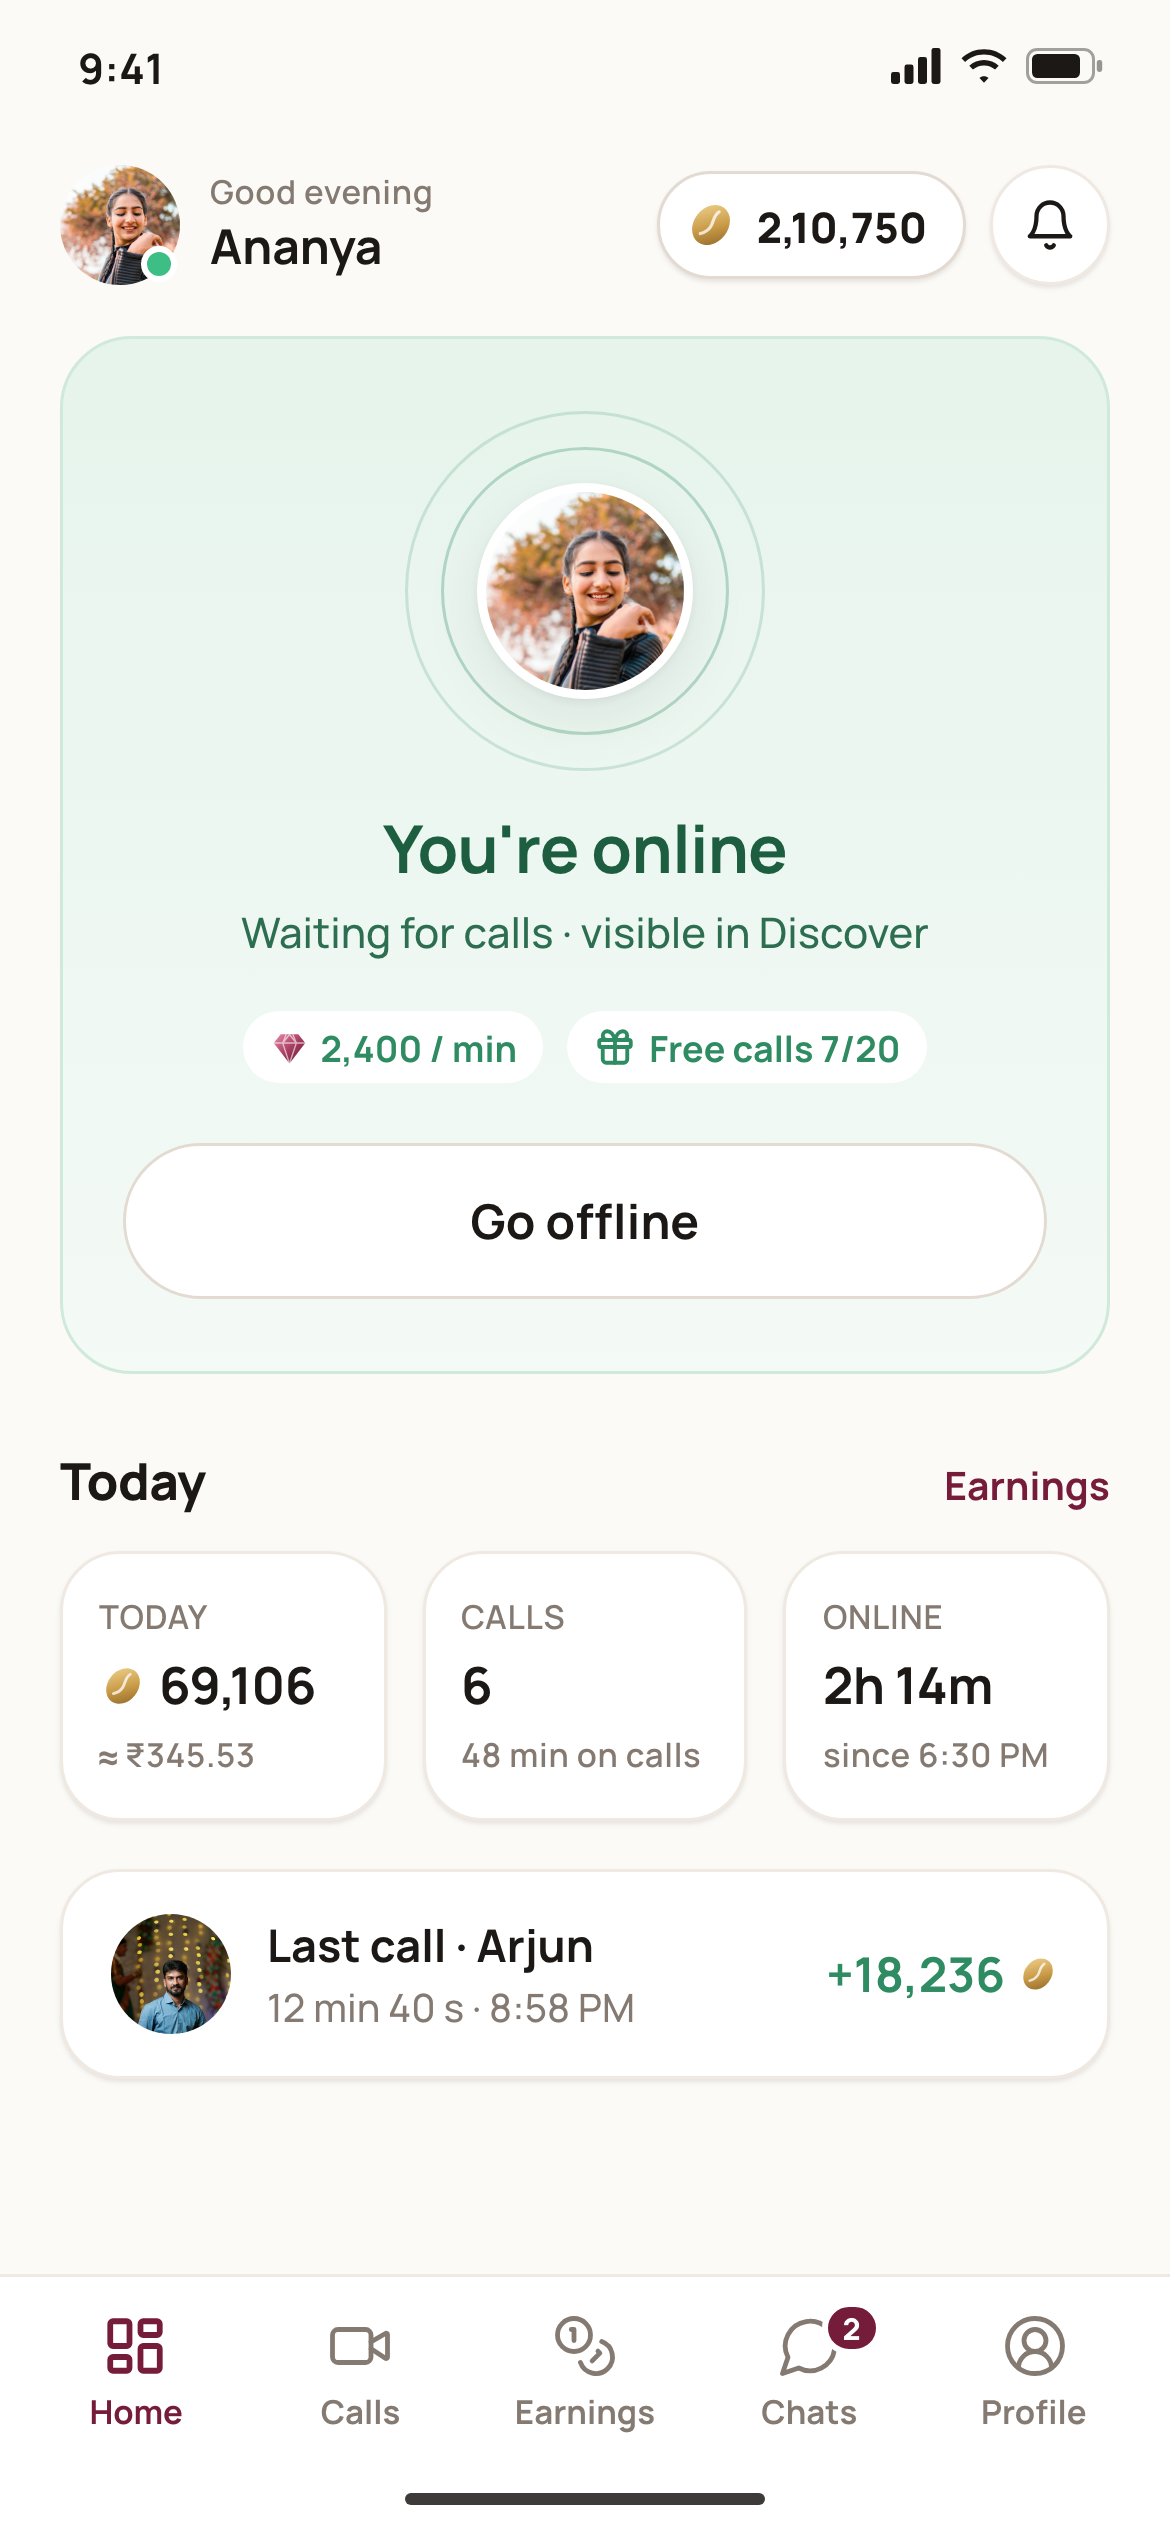 9:41
Good evening
Ananya
2,10,750
You're online
Waiting for calls · visible in Discover
2,400 / min
Free calls 7/20
Go offline
Today
Earnings
TODAY
69,106
≈ ₹345.53
CALLS
6
48 min on calls
ONLINE
2h 14m
since 6:30 PM
Last call · Arjun
12 min 40 s · 8:58 PM
+18,236
2
Home
Calls
Earnings
Chats
Profile